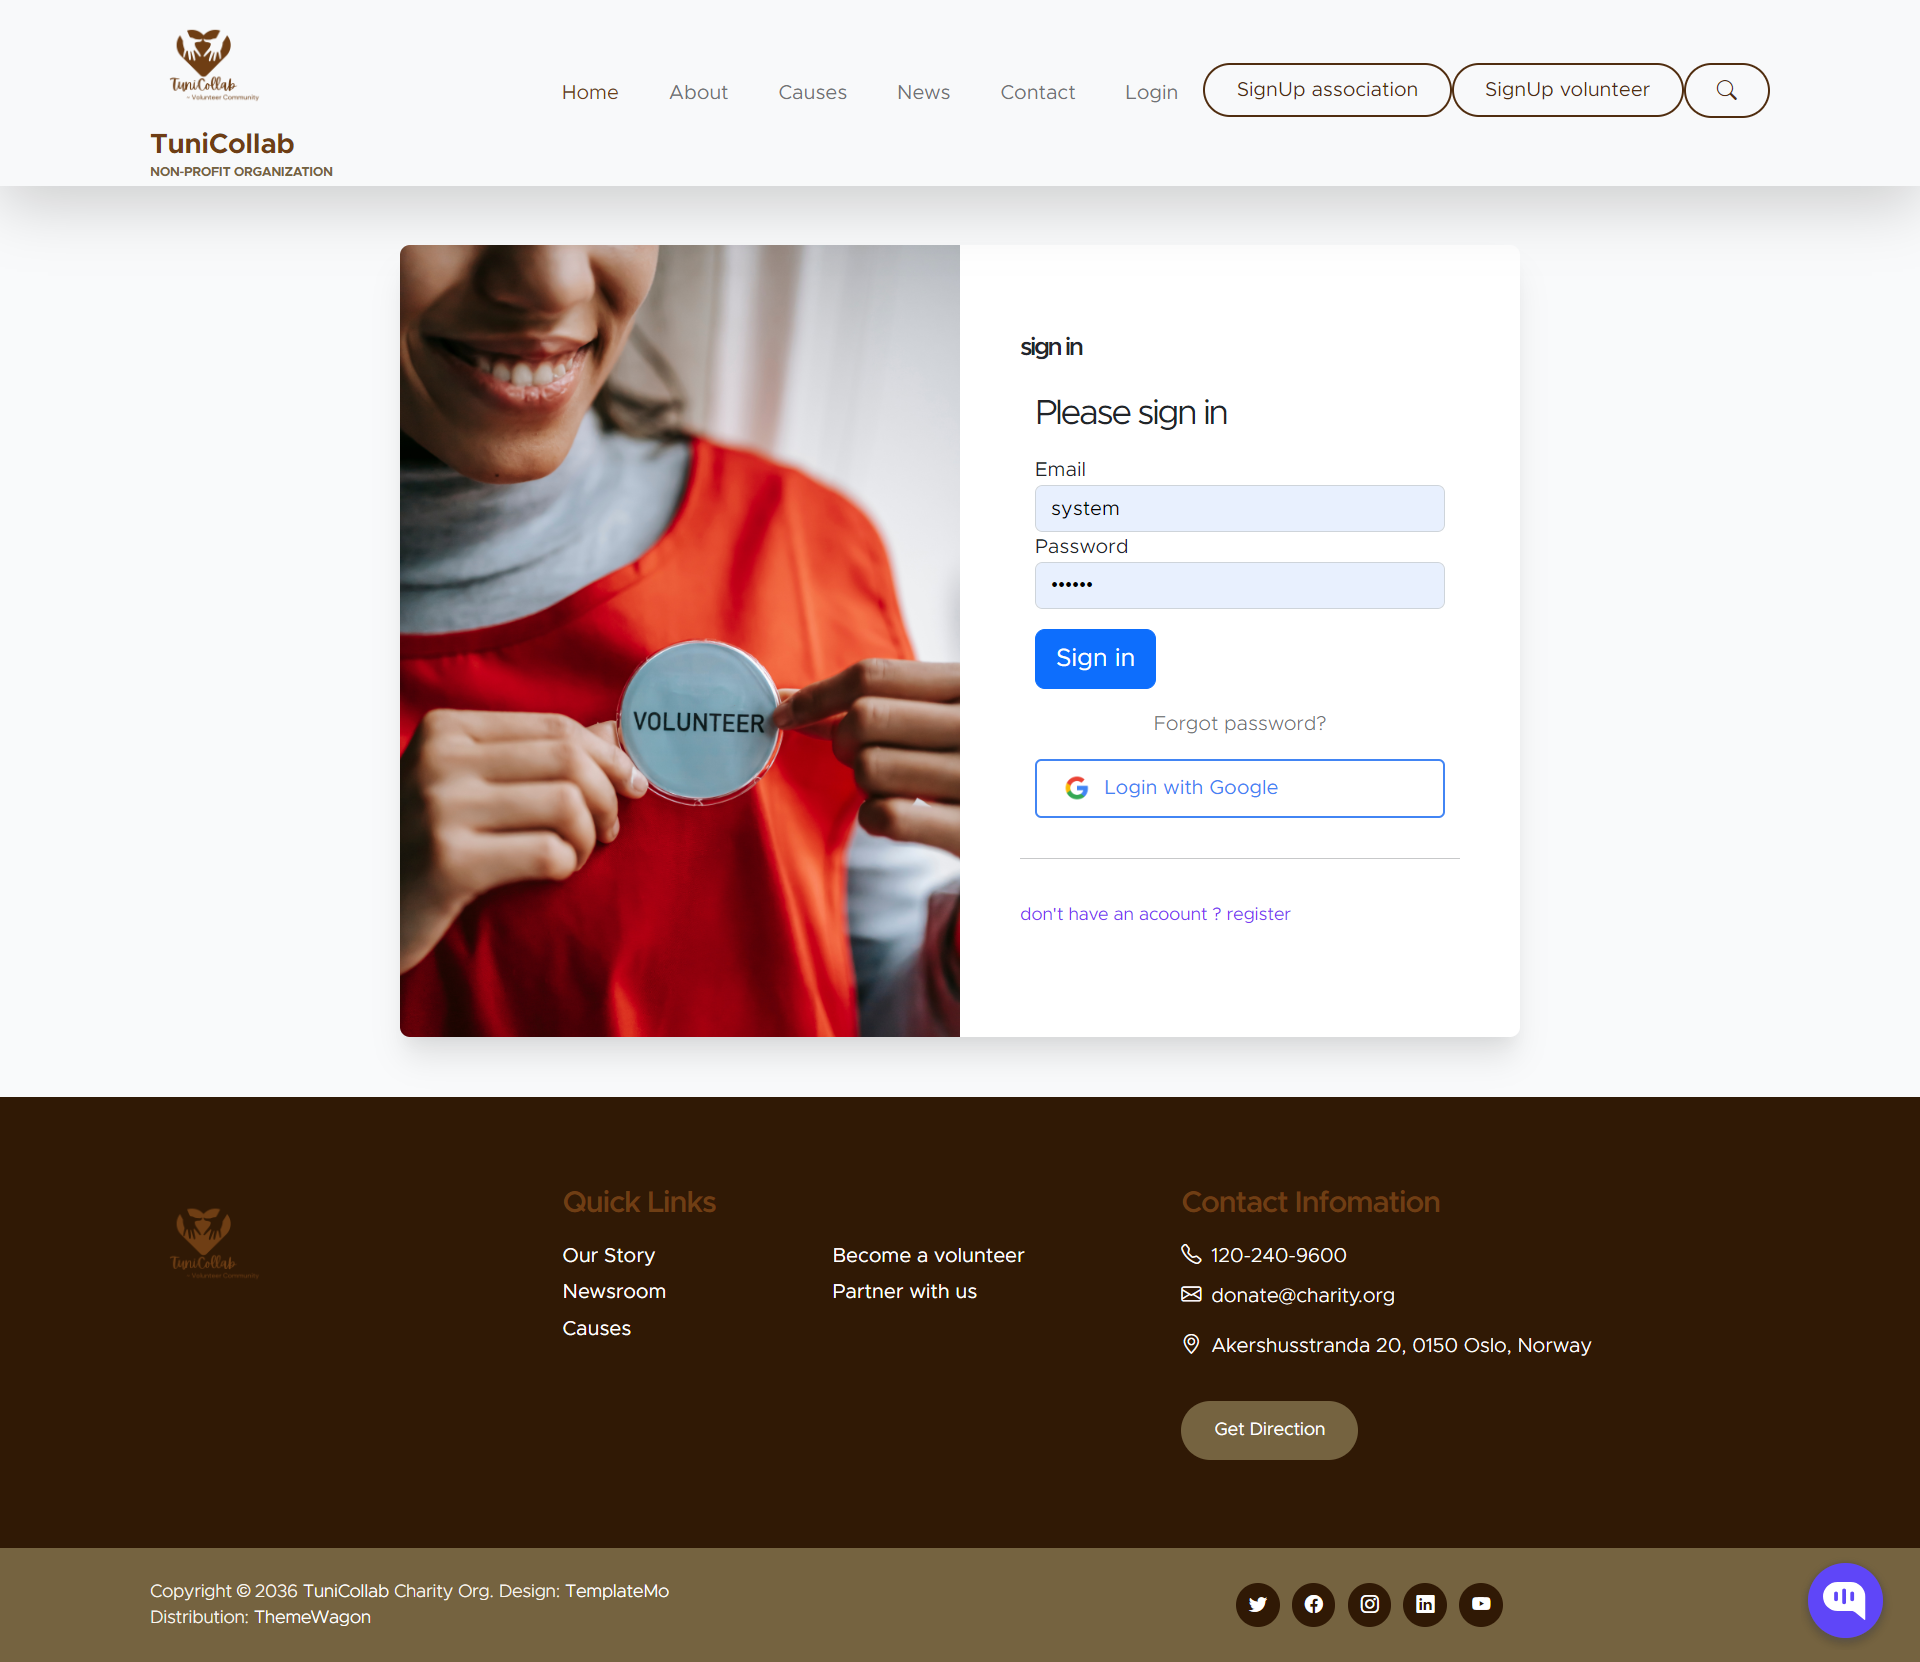 TuniCollab
~ Volunteer Community
TuniCollab
NON-PROFIT ORGANIZATION
Home
About
Causes
News
Contact
Login
SignUp association
SignUp volunteer
VOLUNTEER
sign in
Please sign in
Email
system
Password
••••••
Sign in
Forgot password?
Login with Google
don't have an acoount ? register
TuniCollab
~ Volunteer Community
Quick Links
Our Story
Newsroom
Causes
Become a volunteer
Partner with us
Contact Infomation
120-240-9600
donate@charity.org
Akershusstranda 20, 0150 Oslo, Norway
Get Direction
Copyright © 2036 TuniCollab Charity Org. Design: TemplateMo
Distribution: ThemeWagon